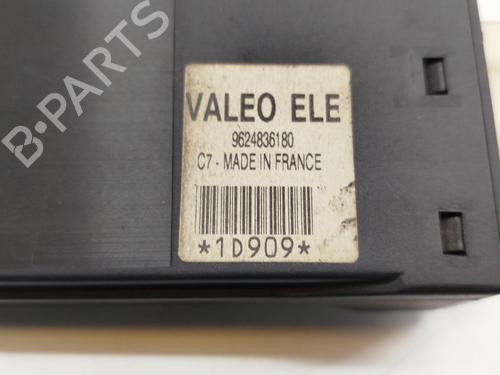 B-PARTS
VALEO ELE
9624836180
C7 - MADE IN FRANCE
*1D909*